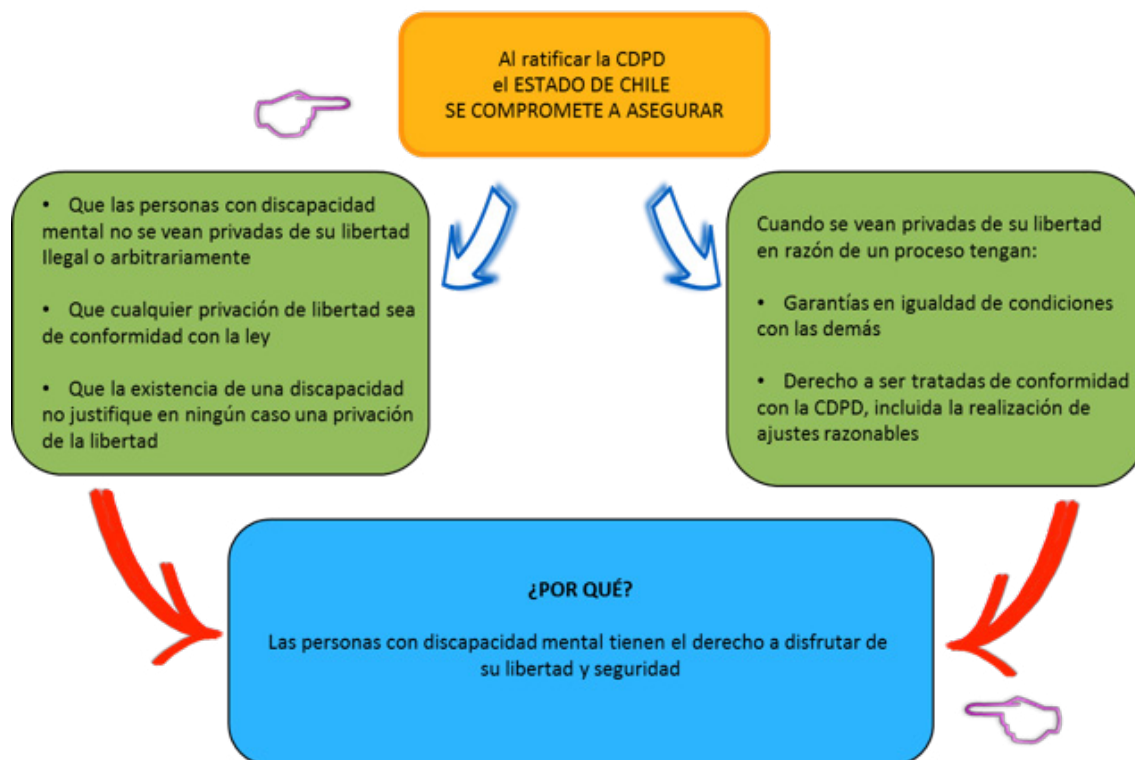 Al ratificar la CDPD
el ESTADO DE CHILE
SE COMPROMETE A ASEGURAR
• Que las personas con discapacidad
mental no se vean privadas de su libertad
Ilegal o arbitrariamente
• Que cualquier privación de libertad sea
de conformidad con la ley
• Que la existencia de una discapacidad
no justifique en ningún caso una privación
de la libertad
Cuando se vean privadas de su libertad
en razón de un proceso tengan:
• Garantías en igualdad de condiciones
con las demás
• Derecho a ser tratadas de conformidad
con la CDPD, incluida la realización de
ajustes razonables
¿POR QUÉ?
Las personas con discapacidad mental tienen el derecho a disfrutar de
su libertad y seguridad